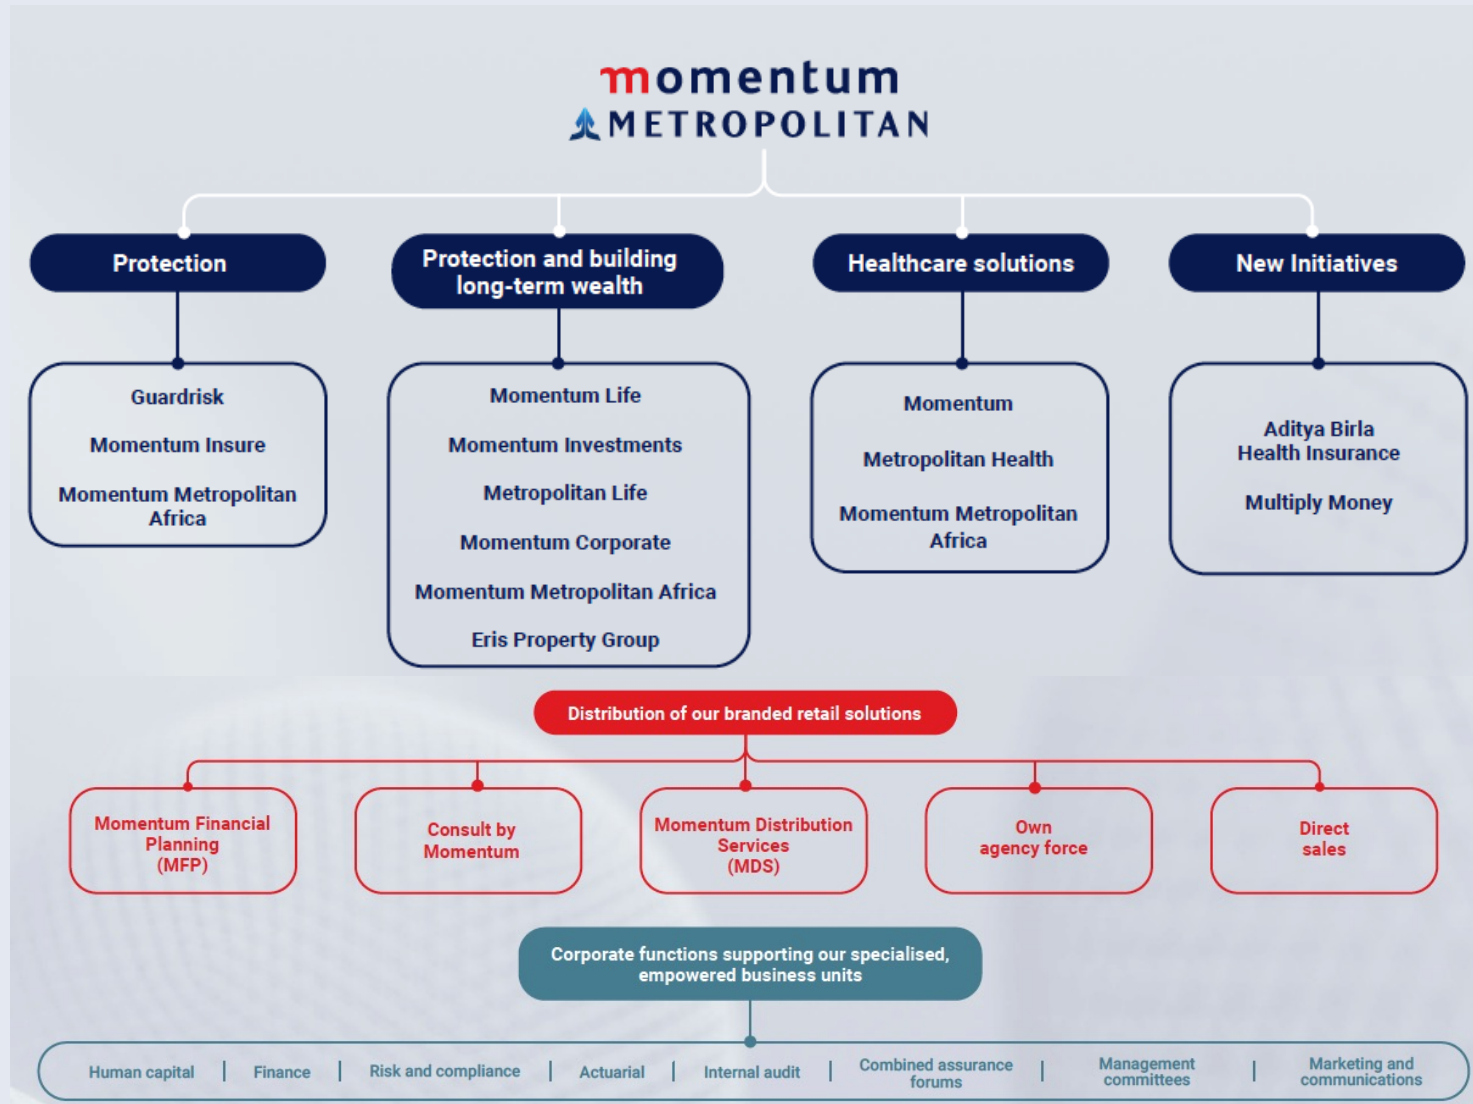 momentum
METROPOLITAN
Protection
Protection and building
long-term wealth
Healthcare solutions
New Initiatives
Guardrisk
Momentum Insure
Momentum Metropolitan
Africa
Momentum Life
Momentum Investments
Metropolitan Life
Momentum Corporate
Momentum Metropolitan Africa
Eris Property Group
Momentum
Metropolitan Health
Momentum Metropolitan
Africa
Aditya Birla
Health Insurance
Multiply Money
Distribution of our branded retail solutions
Momentum Financial
Planning
(MFP)
Consult by
Momentum
Momentum Distribution
Services
(MDS)
Own
agency force
Direct
sales
Corporate functions supporting our specialised,
empowered business units
Human capital
Finance
Risk and compliance
Actuarial
Internal audit
Combined assurance
forums
Management
committees
Marketing and
communications